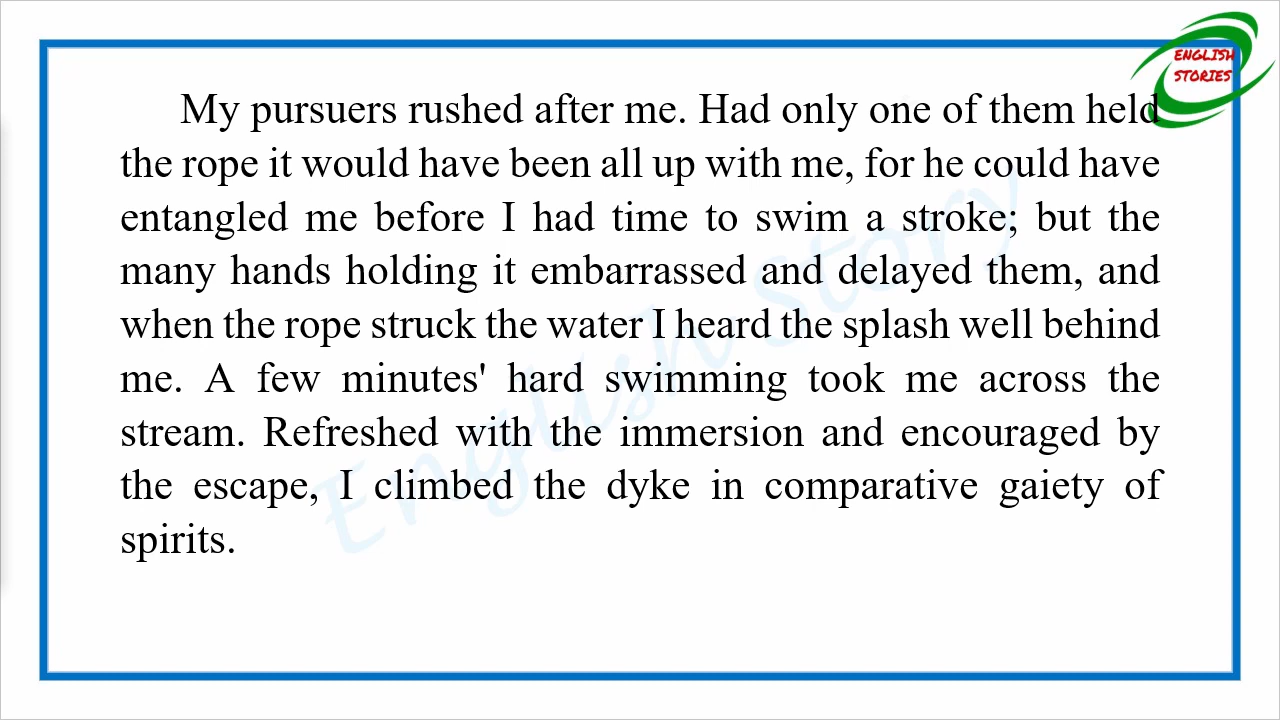 ENGLISH
STORIES
My pursuers rushed after me. Had only one of them held
the rope it would have been all up with me, for he could have
entangled me before I had time to swim a stroke; but the
many hands holding it embarrassed and delayed them, and
when the rope struck the water I heard the splash well behind
me. A few minutes' hard swimming took me across the
stream. Refreshed with the immersion and encouraged by
the escape, I climbed the dyke in comparative gaiety of
spirits.
English Story